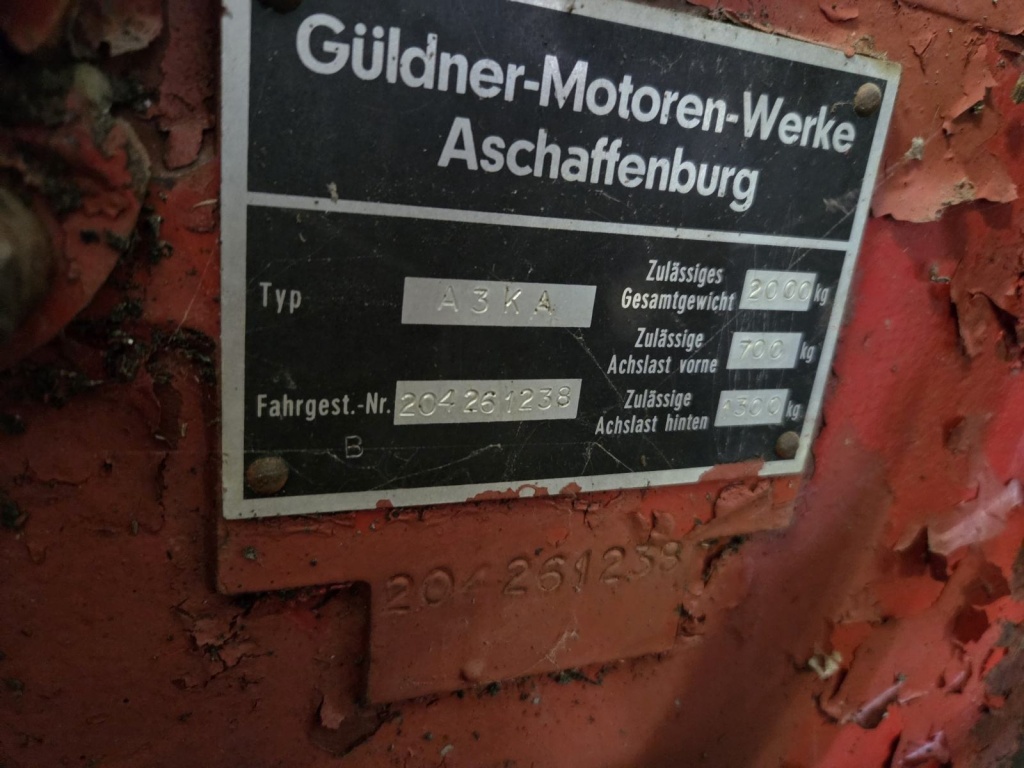 Güldner-Motoren-Werke
Aschaffenburg
Typ A3KA
Zulässiges
Gesamtgewicht 2000 kg
Zulässige
Achslast vorne 700 kg
Fahrgest.-Nr. 204261238
Zulässige
Achslast hinten 1300 kg
B
204261238